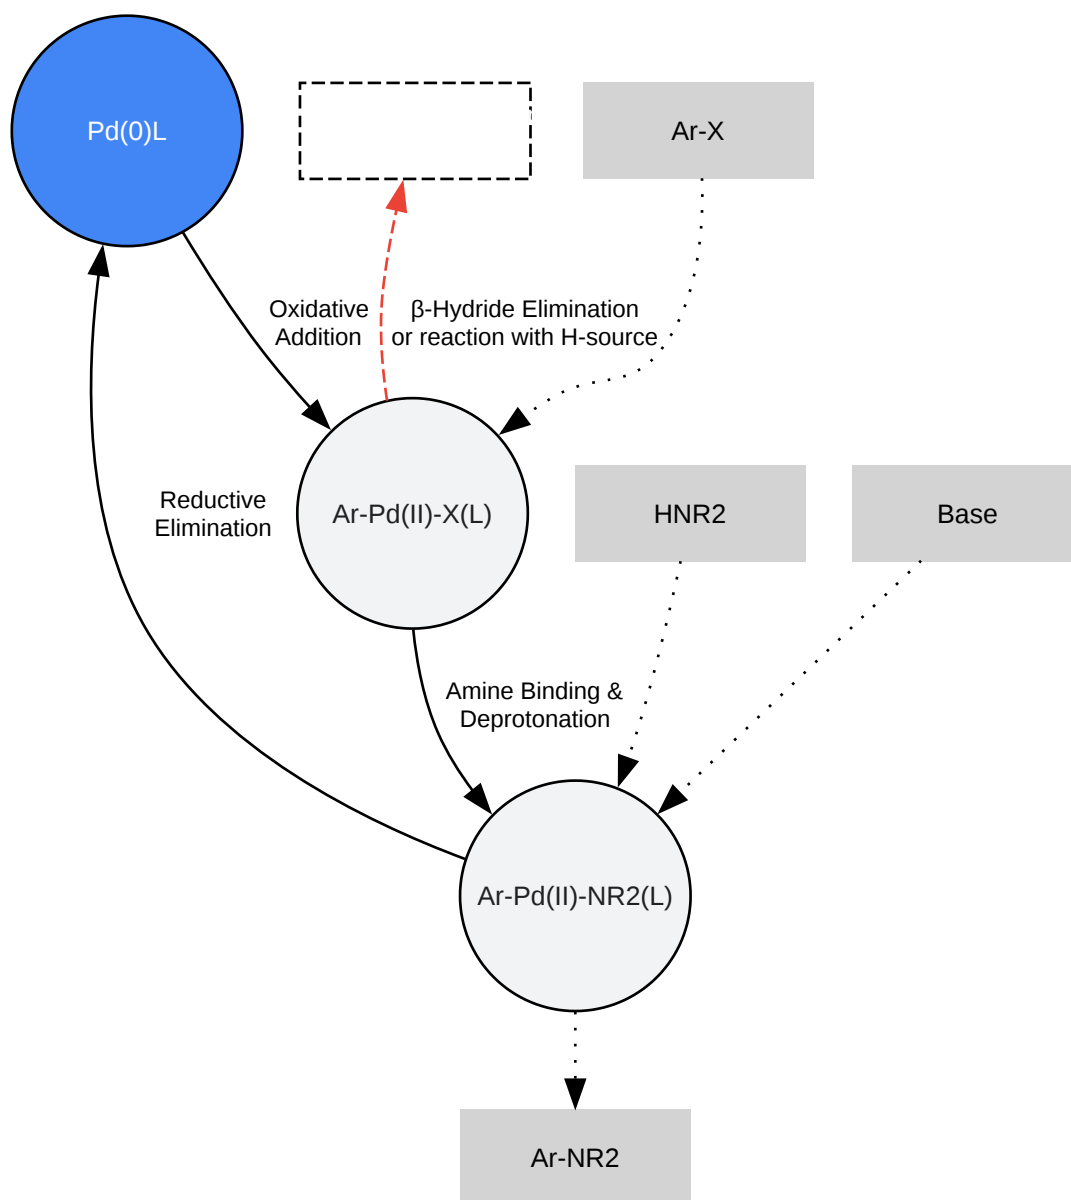 Pd(0)L
Ar-X
Oxidative
Addition
β-Hydride Elimination
or reaction with H-source
Reductive
Elimination
Ar-Pd(II)-X(L)
HNR2
Base
Amine Binding &
Deprotonation
Ar-Pd(II)-NR2(L)
Ar-NR2